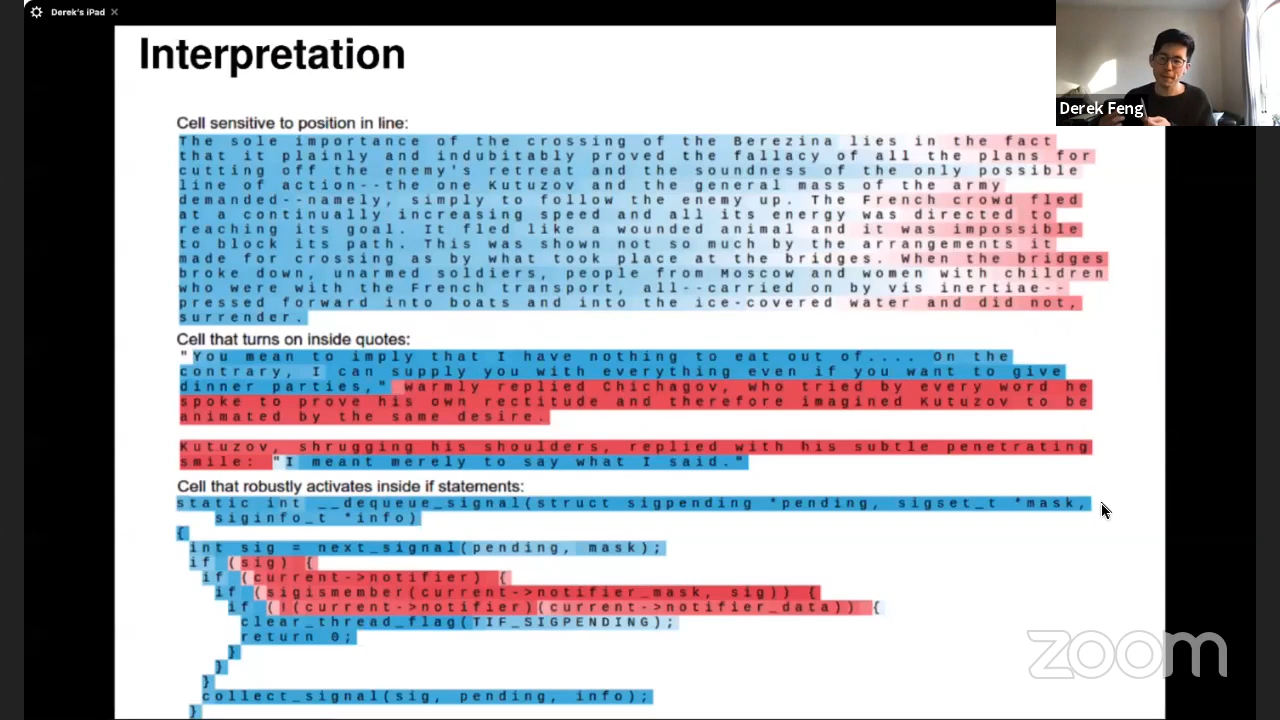 Derek's iPad
Interpretation
Derek Feng
Cell sensitive to position in line:
The sole importance of the crossing of the Berezina lies in the fact
that it plainly and indubitably proved the fallacy of all the plans for
cutting off the enemy's retreat and the soundness of the only possible
line of action--the one Kutuzov and the general mass of the army
demanded--namely, simply to follow the enemy up. The French crowd fled
at a continually increasing speed and all its energy was directed to
reaching its goal. It fled like a wounded animal and it was impossible
to block its path. This was shown not so much by the arrangements it
made for crossing as by what took place at the bridges. When the bridges
broke down, unarmed soldiers, people from Moscow and women with children
who were with the French transport, all--carried on by vis inertiae--
pressed forward into boats and into the ice-covered water and did not,
surrender.
Cell that turns on inside quotes:
"You mean to imply that I have nothing to eat out of.... On the
contrary, I can supply you with everything even if you want to give
dinner parties," warmly replied Chichagov, who tried by every word he
spoke to prove his own rectitude and therefore imagined Kutuzov to be
animated by the same desire.
Kutuzov, shrugging his shoulders, replied with his subtle penetrating
smile: "I meant merely to say what I said."
Cell that robustly activates inside if statements:
static int __dequeue_signal(struct sigpending *pending, sigset_t *mask,
siginfo_t *info)
{
int sig = next_signal(pending, mask);
if (sig) {
if (current->notifier) {
if (sigismember(current->notifier_mask, sig)) {
if (!(current->notifier)(current->notifier_data)) {
clear_thread_flag(TIF_SIGPENDING);
return 0;
}
}
}
collect_signal(sig, pending, info);
}
zoom